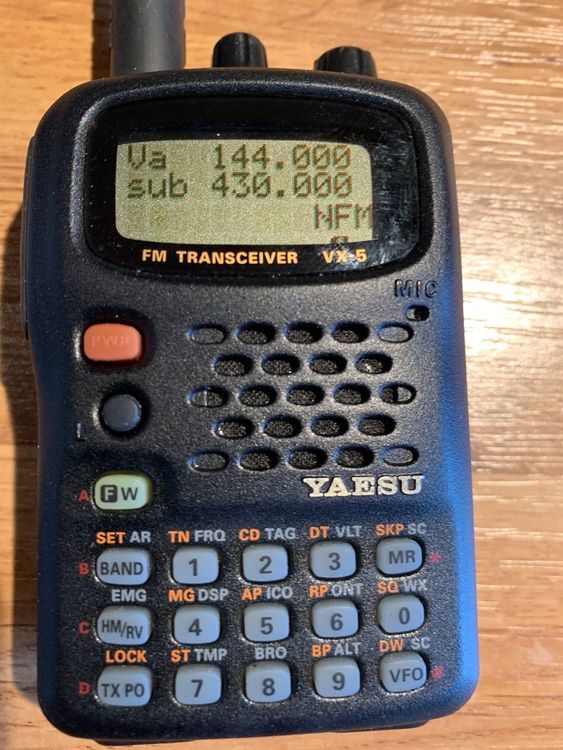 Va 144.000
sub 430.000
NFM
FM TRANSCEIVER VX-5
MIC
PWR
YAESU
A F W
SET AR TN FRQ CD TAG DT VLT SKP SC
B BAND 1 2 3 MR *
EMG MG DSP AP ICO RP ONT SQ WX
C HM/RV 4 5 6 0
LOCK ST TMP BRO BP ALT DW SC
D TX PO 7 8 9 VFO *